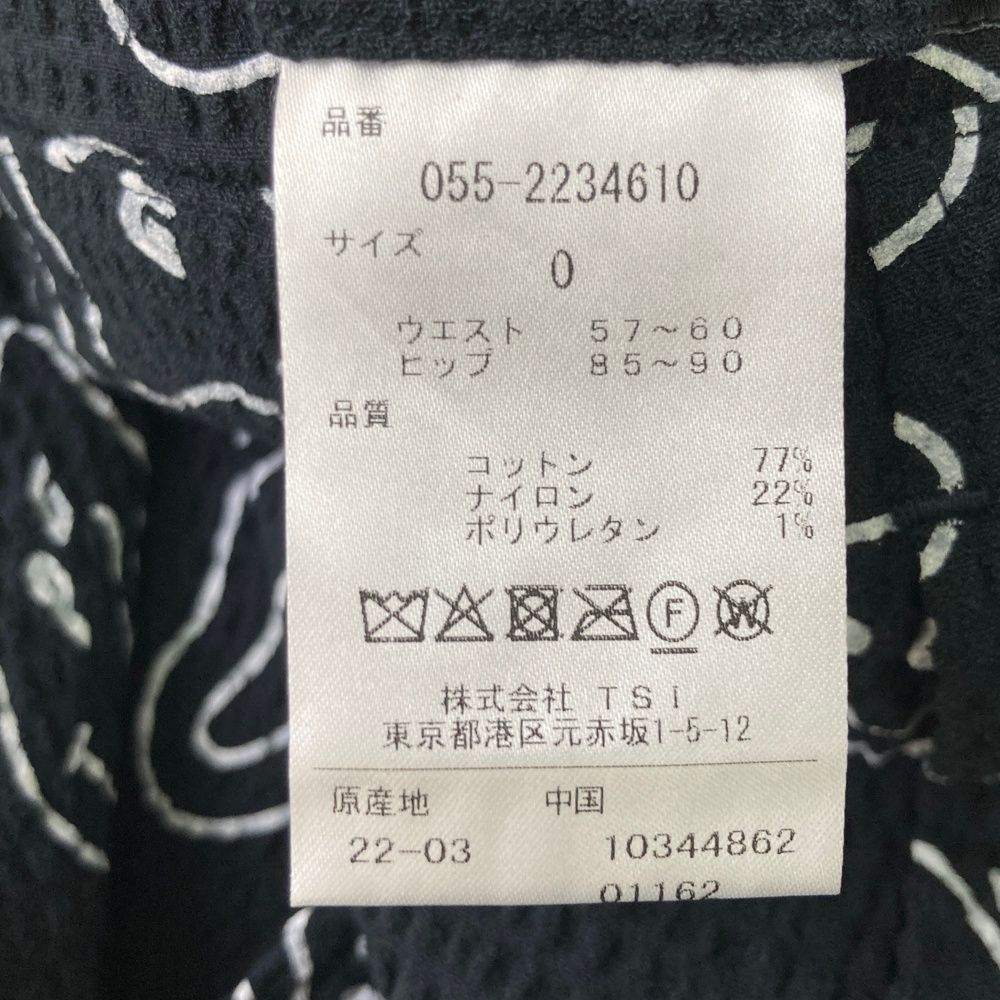 品番
055-2234610
サイズ
0
ウエスト 57～60
ヒップ 85～90
品質
コットン 77%
ナイロン 22%
ポリウレタン 1%
F W
株式会社 TSI
東京都港区元赤坂1-5-12
原産地 中国
22-03 10344862
01162